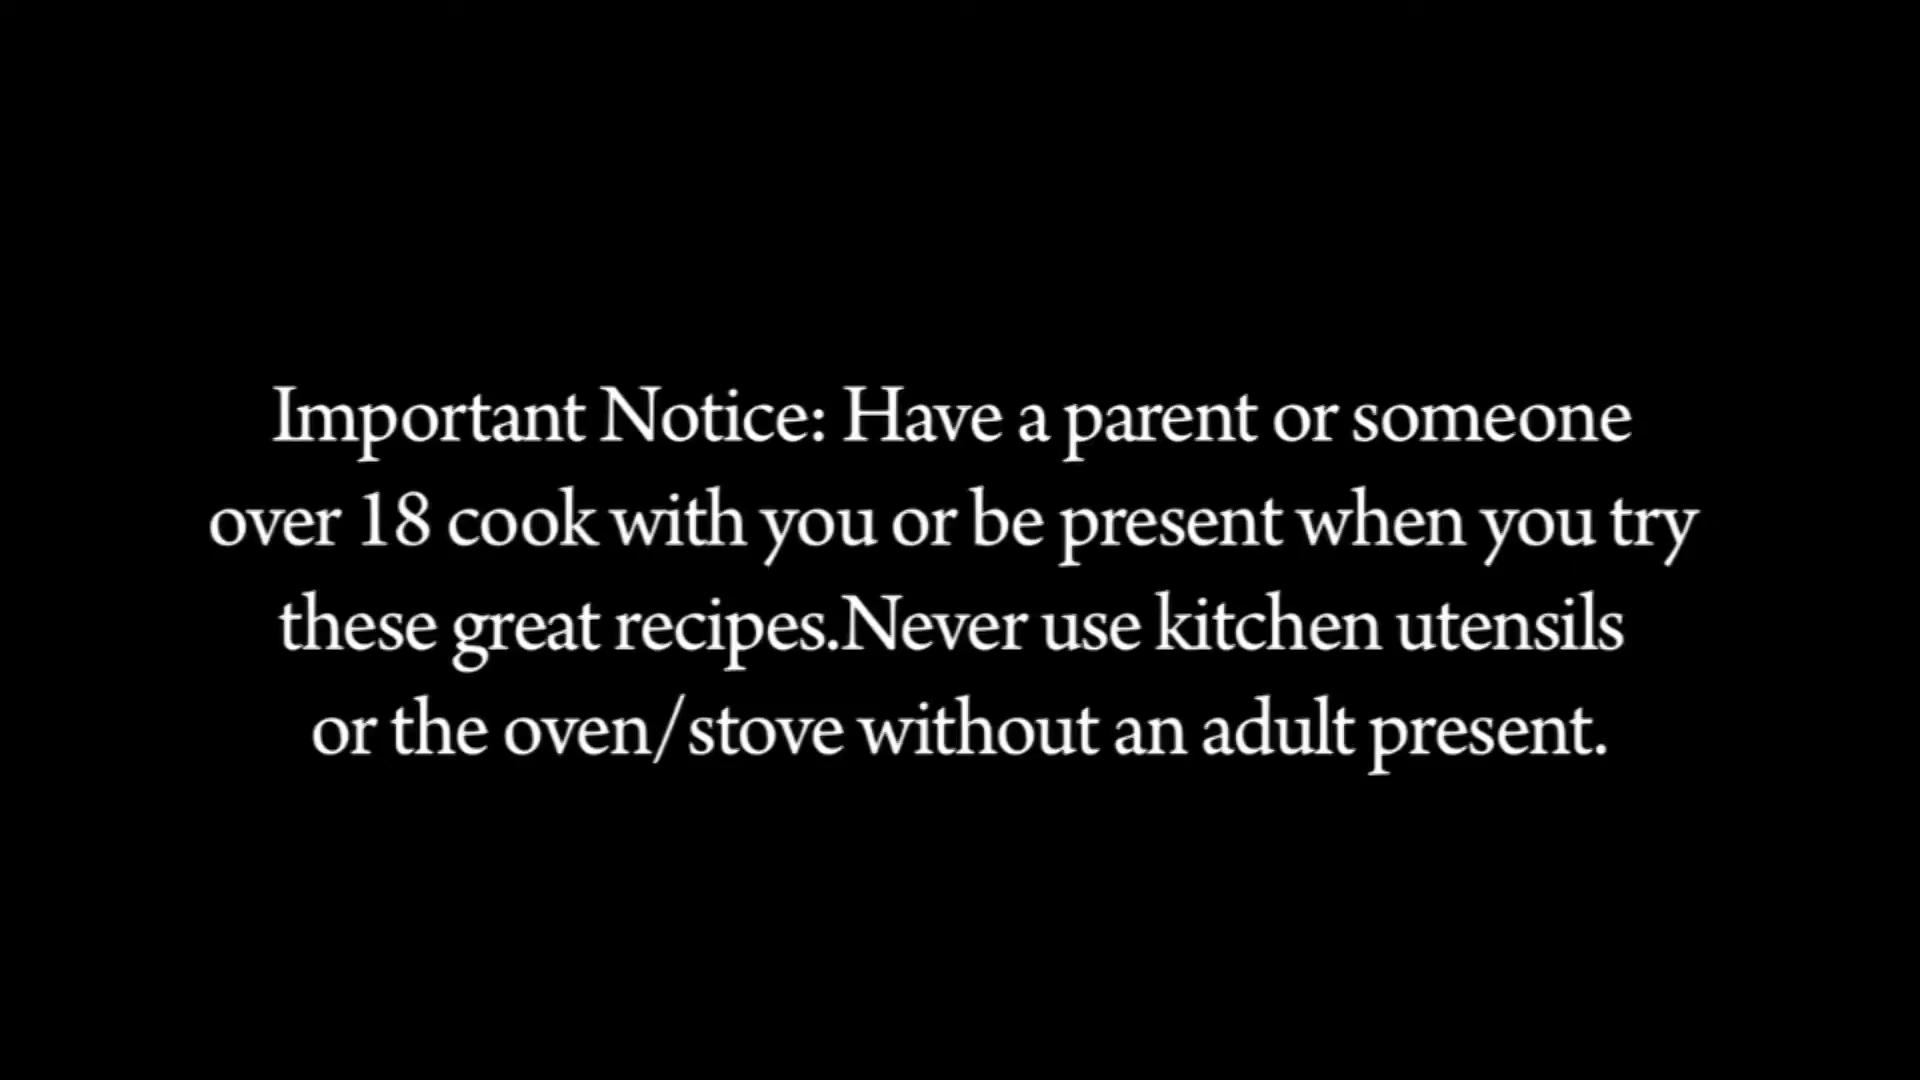 Important Notice: Have a parent or someone
over 18 cook with you or be present when you try
these great recipes.Never use kitchen utensils
or the oven/stove without an adult present.